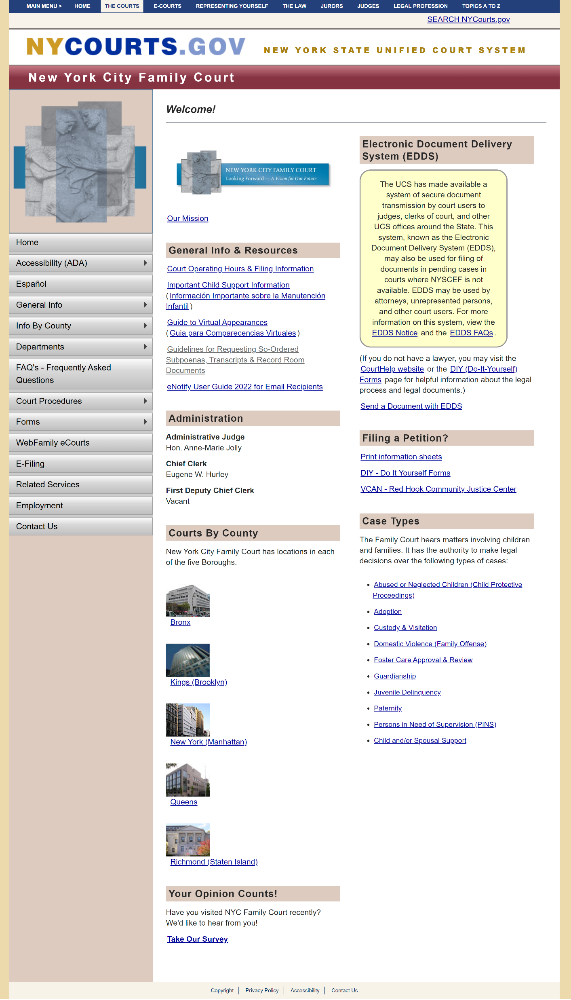 MAIN MENU > HOME THE COURTS E-COURTS REPRESENTING YOURSELF THE LAW JURORS JUDGES LEGAL PROFESSION TOPICS A TO Z
SEARCH NYCourts.gov
NYCOURTS.GOV NEW YORK STATE UNIFIED COURT SYSTEM
New York City Family Court
Home
Accessibility (ADA)
Español
General Info
Info By County
Departments
FAQ's - Frequently Asked
Questions
Court Procedures
Forms
WebFamily eCourts
E-Filing
Related Services
Employment
Contact Us
Welcome!
NEW YORK CITY FAMILY COURT
Looking Forward — A Vision for Our Future
Our Mission
General Info & Resources
Court Operating Hours & Filing Information
Important Child Support Information
(Información Importante sobre la Manutención
Infantil)
Guide to Virtual Appearances
(Guia para Comparecencias Virtuales)
Guidelines for Requesting So-Ordered
Subpoenas, Transcripts & Record Room
Documents
eNotify User Guide 2022 for Email Recipients
Administration
Administrative Judge
Hon. Anne-Marie Jolly
Chief Clerk
Eugene W. Hurley
First Deputy Chief Clerk
Vacant
Courts By County
New York City Family Court has locations in each
of the five Boroughs.
Bronx
Kings (Brooklyn)
New York (Manhattan)
Queens
Richmond (Staten Island)
Your Opinion Counts!
Have you visited NYC Family Court recently?
We'd like to hear from you!
Take Our Survey
Electronic Document Delivery
System (EDDS)
The UCS has made available a
system of secure document
transmission by court users to
judges, clerks of court, and other
UCS offices around the State. This
system, known as the Electronic
Document Delivery System (EDDS),
may also be used for filing of
documents in pending cases in
courts where NYSCEF is not
available. EDDS may be used by
attorneys, unrepresented persons,
and other court users. For more
information on this system, view the
EDDS Notice and the EDDS FAQs.
(If you do not have a lawyer, you may visit the
CourtHelp website or the DIY (Do-It-Yourself)
Forms page for helpful information about the legal
process and legal documents.)
Send a Document with EDDS
Filing a Petition?
Print information sheets
DIY - Do It Yourself Forms
VCAN - Red Hook Community Justice Center
Case Types
The Family Court hears matters involving children
and families. It has the authority to make legal
decisions over the following types of cases:
• Abused or Neglected Children (Child Protective
Proceedings)
• Adoption
• Custody & Visitation
• Domestic Violence (Family Offense)
• Foster Care Approval & Review
• Guardianship
• Juvenile Delinquency
• Paternity
• Persons in Need of Supervision (PINS)
• Child and/or Spousal Support
Copyright | Privacy Policy | Accessibility | Contact Us